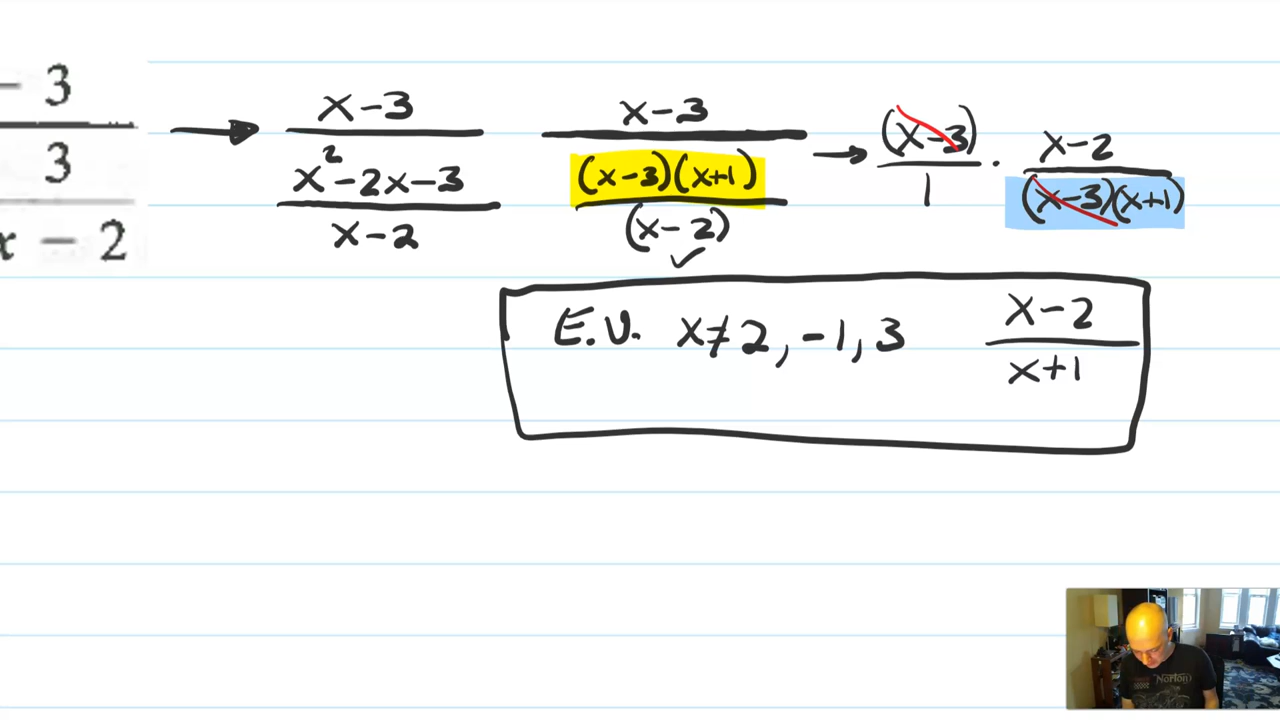 - 3
3
x - 2
x-3
x²-2x-3
x-2
x-3
(x-3)(x+1)
(x-2)
(x-3)
1
·
x-2
(x-3)(x+1)
E.V. x≠2, -1, 3
x-2
x+1
Norton